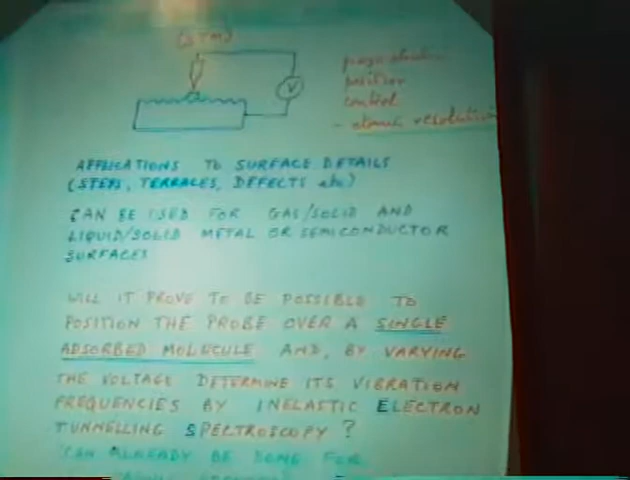 (STM)
V
position
control
- atomic resolution
APPLICATIONS TO SURFACE DETAILS
(STEPS, TERRACES, DEFECTS etc)
CAN BE USED FOR GAS/SOLID AND
LIQUID/SOLID METAL OR SEMICONDUCTOR
SURFACES
WILL IT PROVE TO BE POSSIBLE TO
POSITION THE PROBE OVER A SINGLE
ADSORBED MOLECULE AND, BY VARYING
THE VOLTAGE DETERMINE ITS VIBRATION
FREQUENCIES BY INELASTIC ELECTRON
TUNNELLING SPECTROSCOPY?
CAN ALREADY BE DONE FOR